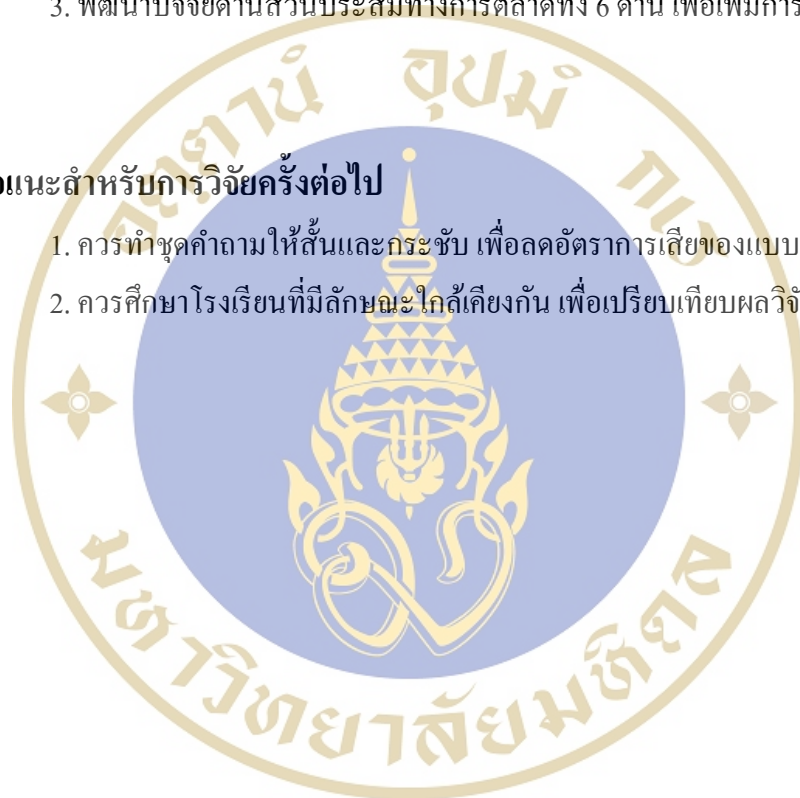 3. พัฒนาปัจจัยด้านส่วนประสมทางการตลาดทั้ง 6 ด้าน เพื่อเพิ่มการ
อแนะสำหรับการวิจัยครั้งต่อไป
1. ควรทำชุดคำถามให้สั้นและกระชับ เพื่อลดอัตราการเสียของแบบ
2. ควรศึกษาโรงเรียนที่มีลักษณะใกล้เคียงกัน เพื่อเปรียบเทียบผลวิจั
อตฺตานํ อุปมํ กเร
มหาวิทยาลัยมหิดล